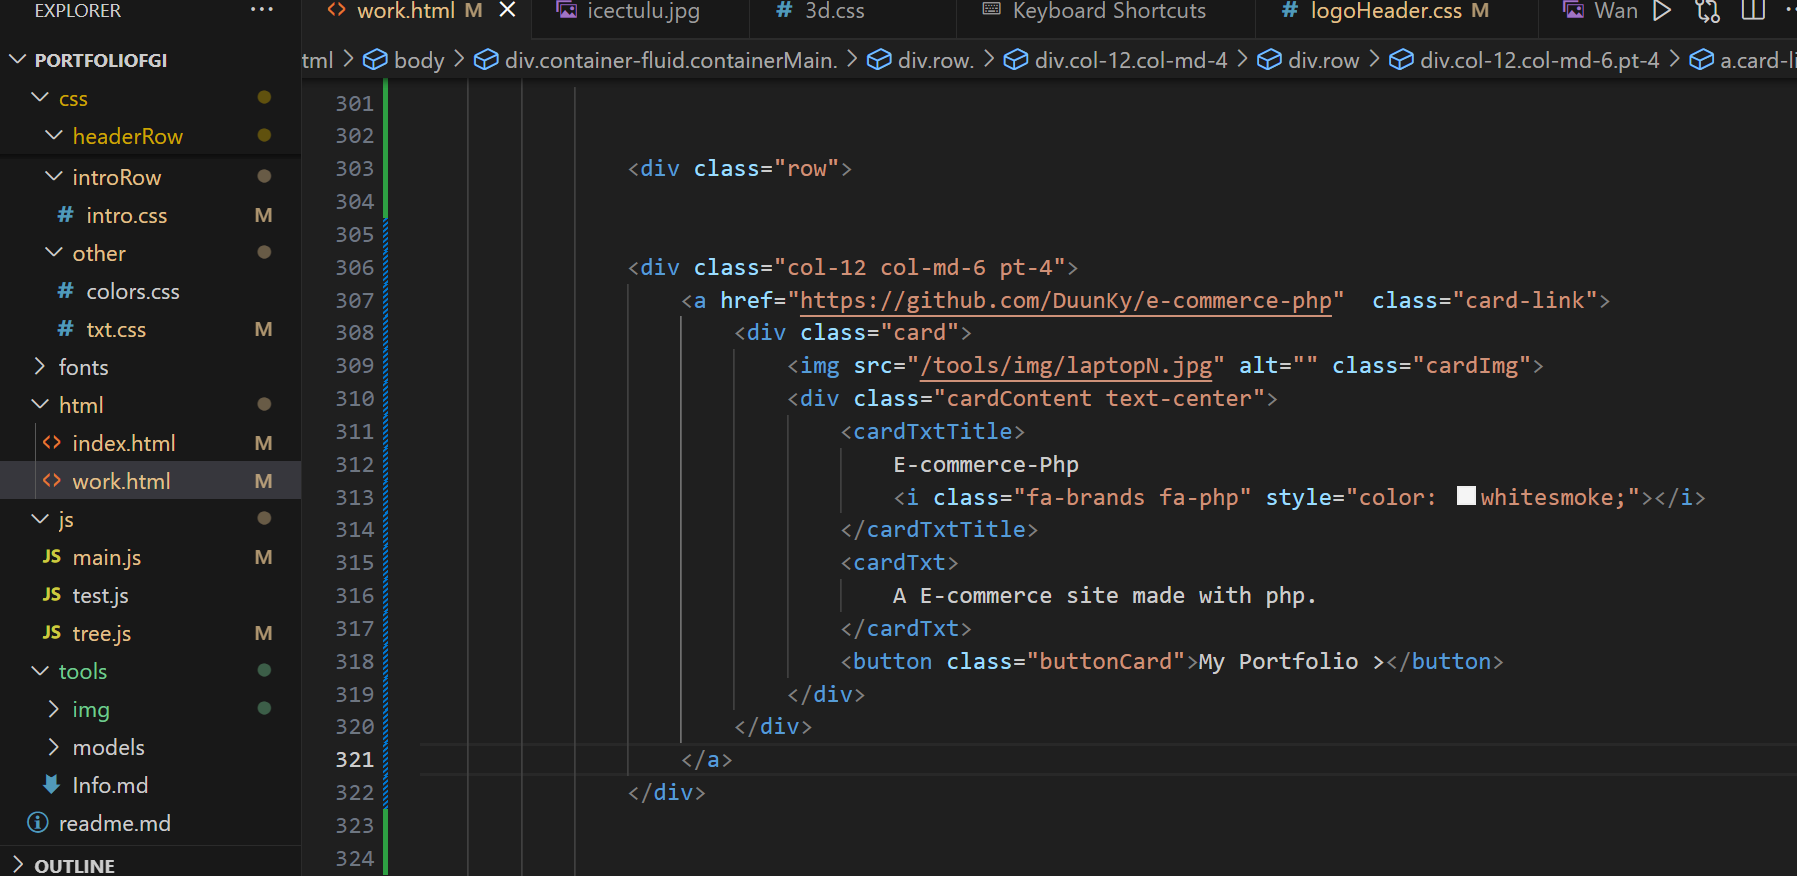 EXPLORER ···
work.html M
icectulu.jpg
3d.css
Keyboard Shortcuts
logoHeader.css M
Wan
PORTFOLIOFGI
css
headerRow
introRow
# intro.css M
other
# colors.css
# txt.css M
fonts
html
<> index.html M
<> work.html M
js
JS main.js M
JS test.js
JS tree.js M
tools
img
models
Info.md
readme.md
OUTLINE
tml > body > div.container-fluid.containerMain. > div.row. > div.col-12.col-md-4 > div.row > div.col-12.col-md-6.pt-4 > a.card-li
301
302
303 <div class="row">
304
305
306 <div class="col-12 col-md-6 pt-4">
307 <a href="https://github.com/DuunKy/e-commerce-php"  class="card-link">
308 <div class="card">
309 <img src="/tools/img/laptopN.jpg" alt="" class="cardImg">
310 <div class="cardContent text-center">
311 <cardTxtTitle>
312 E-commerce-Php
313 <i class="fa-brands fa-php" style="color: whitesmoke;"></i>
314 </cardTxtTitle>
315 <cardTxt>
316 A E-commerce site made with php.
317 </cardTxt>
318 <button class="buttonCard">My Portfolio ></button>
319 </div>
320 </div>
321 </a>
322 </div>
323
324